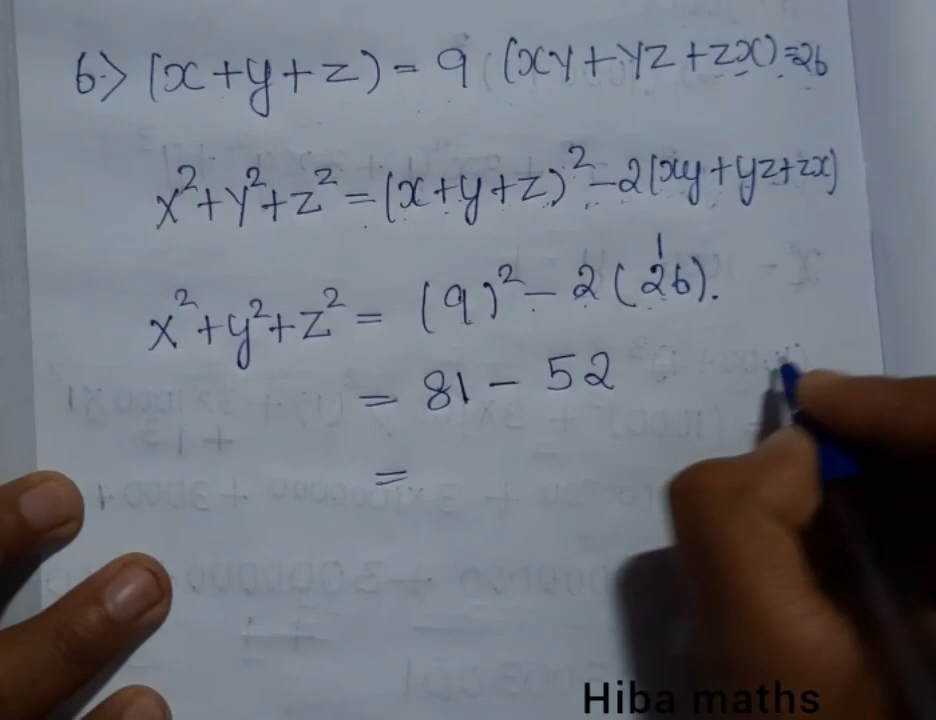 6> (x+y+z) = 9 (xy+yz+zx)=26
x²+y²+z² = (x+y+z)² - 2(xy+yz+zx)
x²+y²+z² = (9)² - 2(26).
1
= 81 - 52
=
Hiba maths